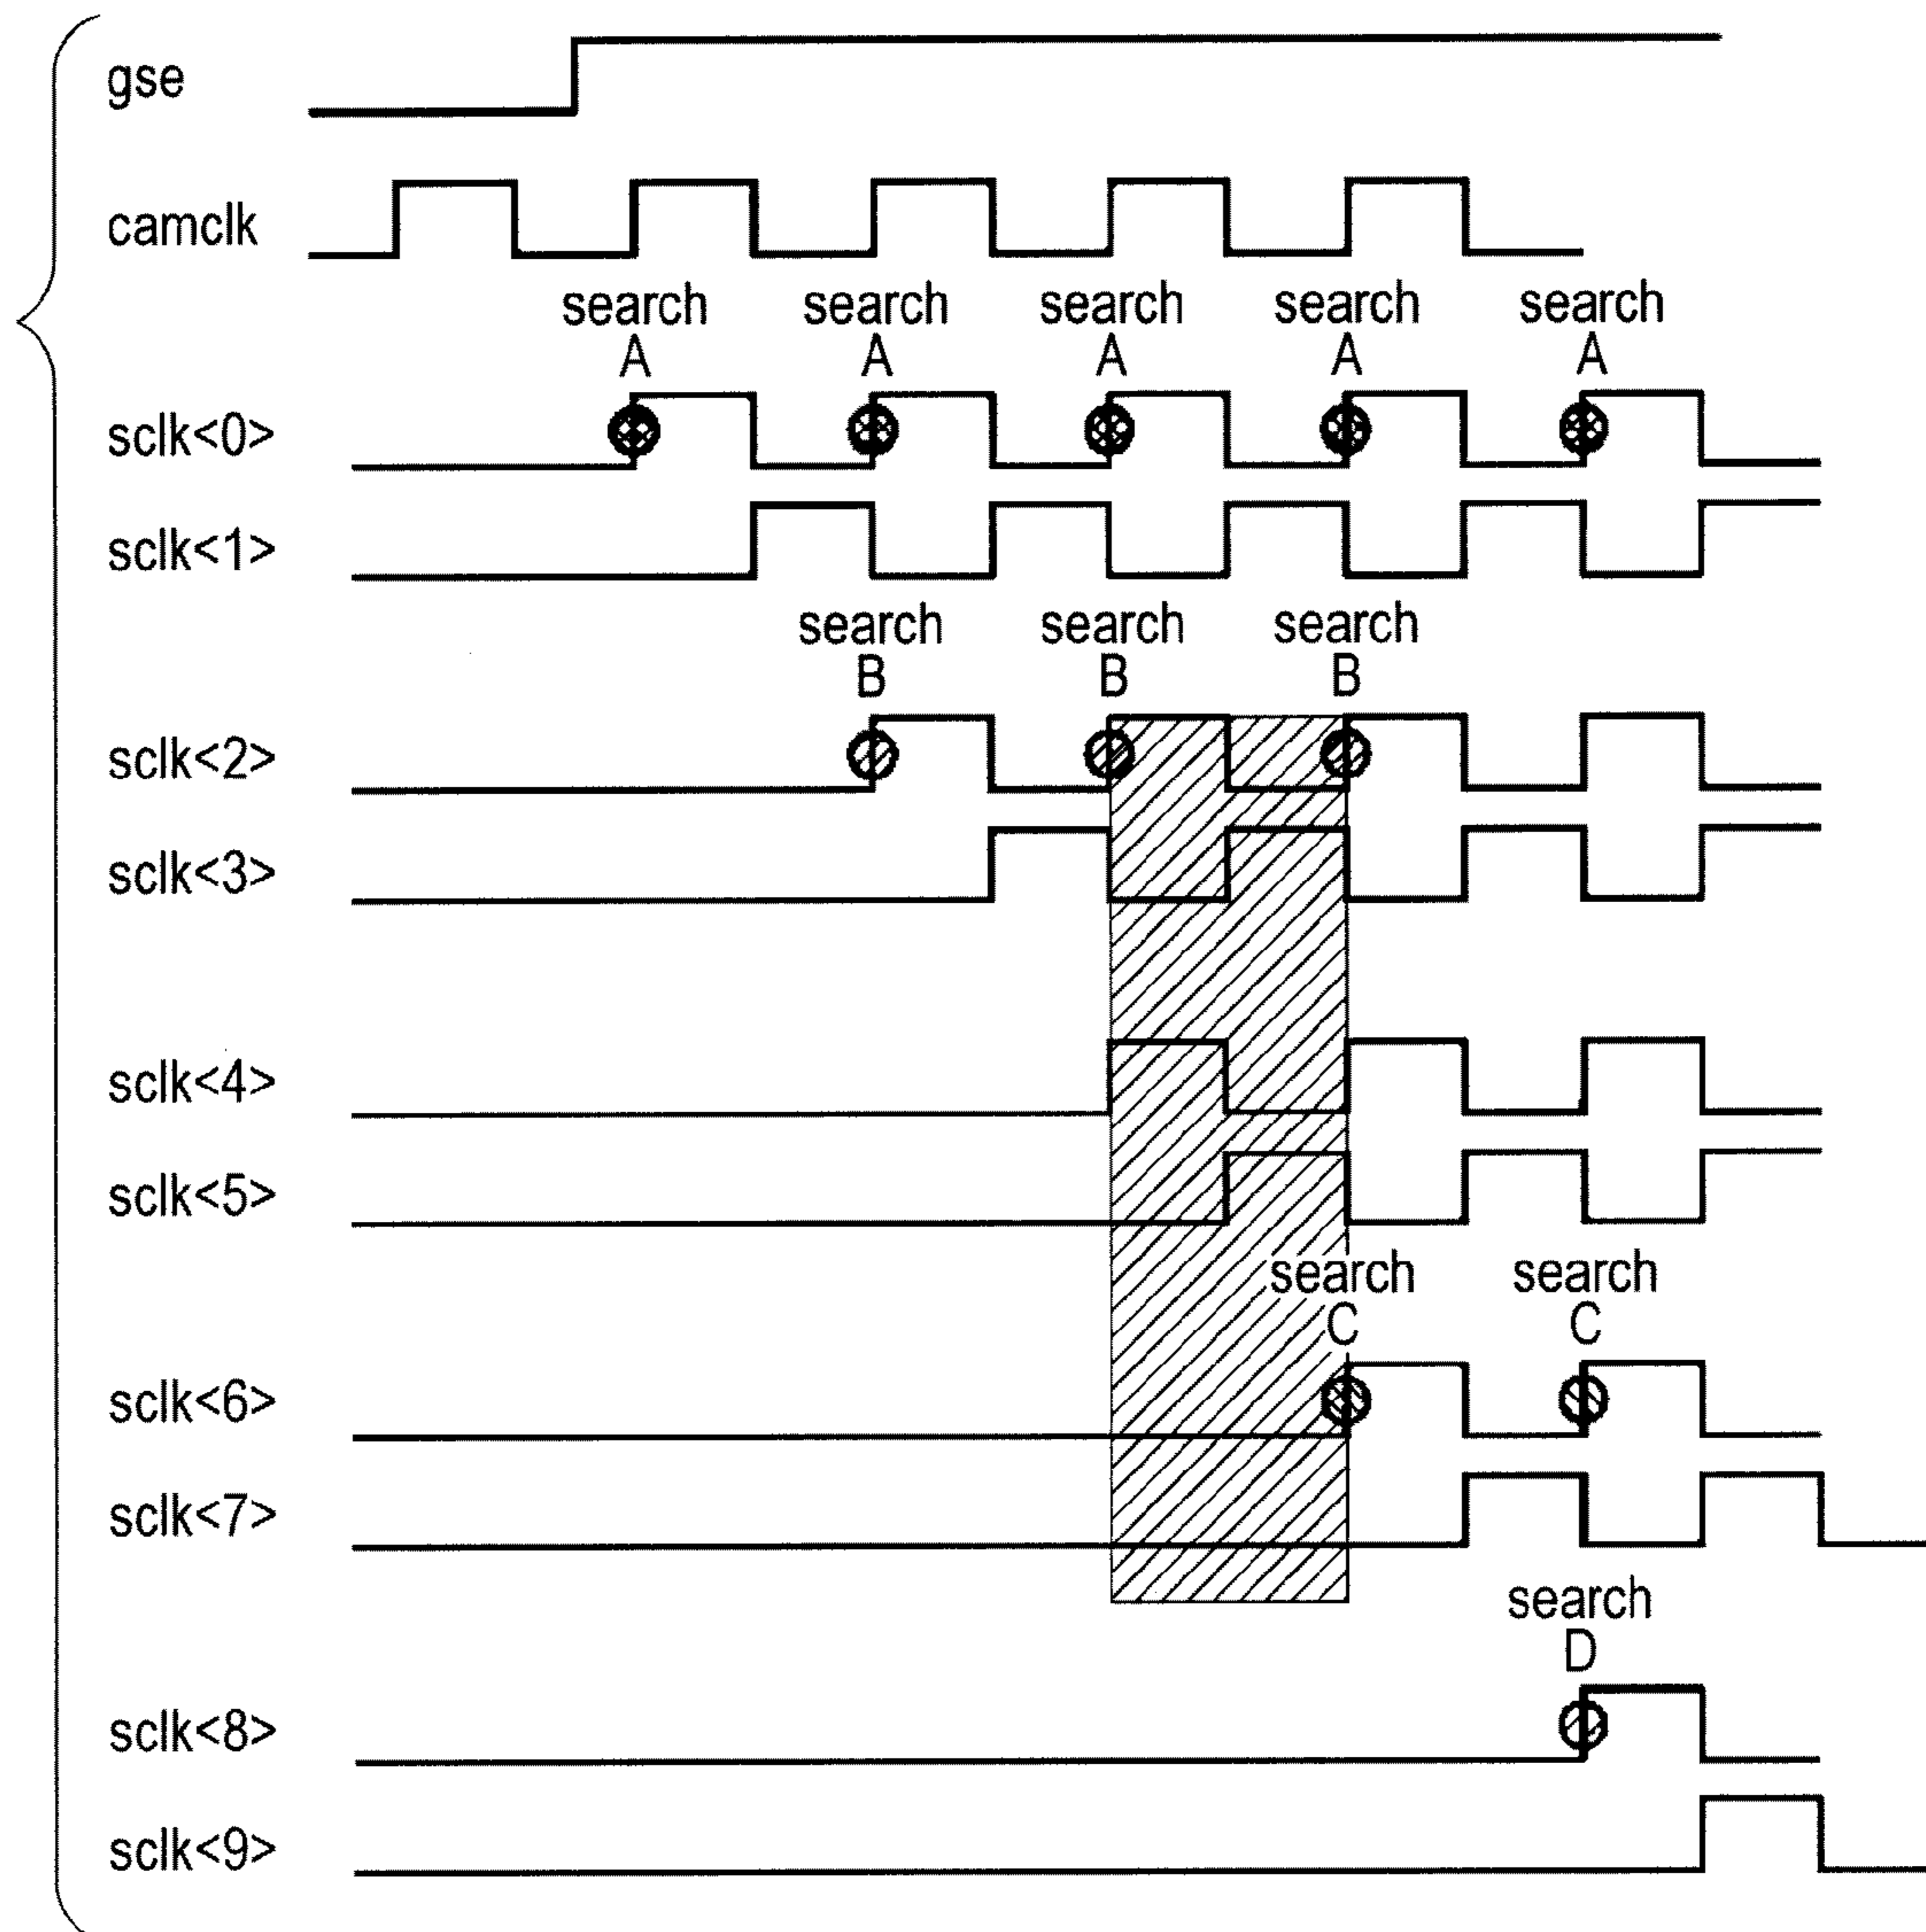 gse
camclk
search search search search search
A A A A A
sclk<0>
sclk<1>
search search search
B B B
sclk<2>
sclk<3>
sclk<4>
sclk<5>
search search
C C
sclk<6>
sclk<7>
search
D
sclk<8>
sclk<9>